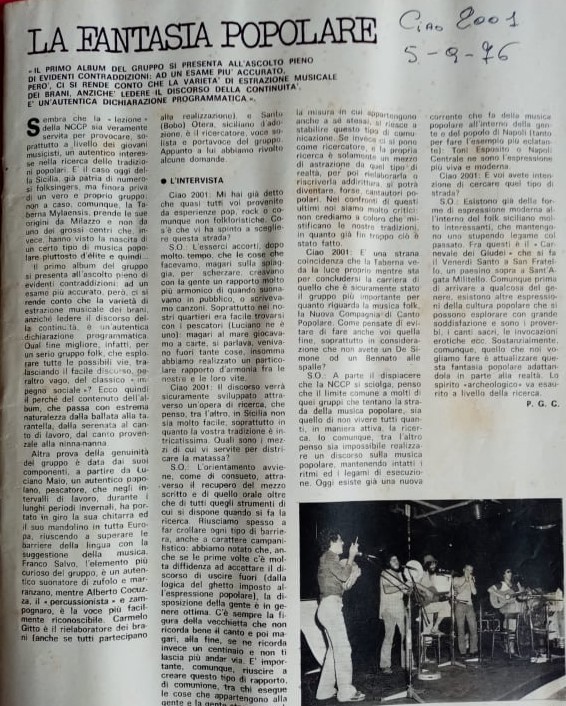 LA FANTASIA POPOLARE
Ciao 2001
5-9-76
« IL PRIMO ALBUM DEL GRUPPO SI PRESENTA ALL'ASCOLTO PIENO
DI EVIDENTI CONTRADDIZIONI: AD UN ESAME PIU' ACCURATO,
PERO', CI SI RENDE CONTO CHE LA VARIETA' DI ESTRAZIONE MUSICALE
DEI BRANI, ANZICHE' LEDERE IL DISCORSO DELLA CONTINUITA',
E' UN'AUTENTICA DICHIARAZIONE PROGRAMMATICA ».
Sembra che la « lezione »
della NCCP sia veramente
servita per provocare, so-
prattutto a livello dei giovani
musicisti, un autentico interes-
se nella ricerca delle tradizio-
ni popolari. E' il caso oggi del-
la Sicilia, già patria di numero-
si folksingers, ma finora priva
di un vero e proprio gruppo;
non a caso, comunque, la Ta-
berna Mylaensis, prende le sue
origini da Milazzo e non da
uno dei grossi centri che, in-
vece, hanno visto la nascita di
un certo tipo di musica popo-
lare piuttosto d'élite e quindi...
Il primo album del gruppo
si presenta all'ascolto pieno di
evidenti contraddizioni: ad un
esame più accurato, però, ci si
rende conto che la varietà di
estrazione musicale dei brani,
anziché ledere il discorso del-
la continuità, è un'autentica
dichiarazione programmatica.
Qual fine migliore, infatti, per
un serio gruppo folk, che esplo-
rare tutte le possibili vie, tra-
lasciando il facile discorso, pe-
raltro vago, del classico « im-
pegno sociale »? Ecco quindi
il perché del contenuto dell'al-
bum, che passa con estrema
naturalezza dalla ballata alla ta-
rantella, dalla serenata al can-
to di lavoro, dal canto proven-
zale alla ninna-nanna.
Altra prova della genuinità
del gruppo è data dai suoi
componenti, a partire da Lu-
ciano Maio, un autentico papo-
lano, pescatore, che negli in-
tervalli di lavoro, durante i
lunghi periodi invernali, ha por-
tato in giro la sua chitarra ed
il suo mandolino in tutta Euro-
pa, riuscendo a superare le
barriere della lingua con la
suggestione della musica.
Franco Salvo, l'elemento più
curioso del gruppo, è un auten-
tico suonatore di zufolo e mar-
ranzano, mentre Alberto Cocuz-
za, il « percussionista » e zam-
pognaro, è la voce più facil-
mente riconoscibile. Carmelo
Gitto è il rielaboratore dei bra-
ni (anche se tutti partecipano
alla realizzazione), e Santu
(Bobo) Otera, siciliano d'ado-
zione, è il ricercatore, voce so-
lista e portavoce del gruppo.
Appunto a lui abbiamo rivolto
alcune domande.
● L'INTERVISTA
Ciao 2001: Mi hai già detto
che quasi tutti voi provenite
da esperienze pop, rock o co-
munque non folkloristiche. Co-
s'è che vi ha spinto a sceglie-
re questa strada?
S.O.: L'esserci accorti, dopo
molto tempo, che le cose che
facevamo, magari sulla spiag-
gia, per scherzare, creavano
con la gente un rapporto molto
più armonico di quando suona-
vamo in pubblico, o scriveva-
mo canzoni. Soprattutto nei no-
stri quartieri era facile trovarsi
con i pescatori (Luciano ne è
uno): magari al mare giocava-
mo a carte, si parlava, veniva-
no fuori tante cose, insomma
abbiamo realizzato un partico-
lare rapporto d'armonia fra le
nostre e le loro vite.
Ciao 2001: Il discorso verrà
sicuramente sviluppato attra-
verso un'opera di ricerca, che
penso, tra l'altro, in Sicilia non
sia molto facile, soprattutto in
quanto la vostra tradizione è in-
tricatissima. Quali sono i mez-
zi di cui vi servite per distri-
care la matassa?
S.O.: L'orientamento avvie-
ne, come di consueto, attra-
verso il recupero del mezzo
scritto e di quello orale oltre
che di tutti quegli strumenti di
cui si dispone quando si fa la
ricerca. Riusciamo spesso a
far crollare ogni tipo di barrie-
ra, anche a carattere campani-
listico: abbiamo notato che, an-
che se le prime volte c'è mol-
ta diffidenza ad accettare il di-
scorso di uscire fuori (dalla
logica del ghetto imposto al-
l'espressione popolare), la di-
sposizione della gente è in ge-
nere ottima. C'è sempre la fi-
gura della vecchietta che non
ricorda bene il canto e poi ma-
gari, alla fine, se ne ricorda
invece un centinaio e non ti
lascia più andar via. E' impor-
tante, comunque, riuscire a
creare questo tipo di rapporto,
di comunione, tra chi esegue
le cose che appartengono alla
gente e la gente
la misura in cui appartengono
anche a sé stessi, si riesce a
stabilire questo tipo di comu-
nicazione. Se invece ci si pone
come ricercatore, e la propria
ricerca è solamente un mezzo
di astrazione da quel tipo di
realtà, per poi rielaborarla o
riscriverla addirittura, si potrà
diventare, forse, cantautori po-
polari. Nei confronti di questi
ultimi noi siamo molto critici:
non crediamo a coloro che mi-
stificano le nostre tradizioni,
in quanto già fin troppo ciò è
stato fatto.
Ciao 2001: E' una strana
coincidenza che la Taberna ve-
da la luce proprio mentre sta
per concludersi la carriera di
quello che è sicuramente stato
il gruppo più importante per
quanto riguarda la musica folk,
la Nuova Compagnia di Canto
Popolare. Come pensate di evi-
tare di fare anche voi quella
fine, soprattutto in considera-
zione che non avete un De Si-
mone od un Bennato alle
spalle?
S.O.: A parte il dispiacere
che la NCCP si sciolga, penso
che il limite comune a molti di
quei gruppi che tentano la stra-
da della musica popolare, sia
quello di non vivere tutti quan-
ti, in maniera attiva, la ricer-
ca. Io comunque, tra l'altro
penso sia impossibile realizza-
re un discorso sulla musica
popolare, mantenendo intatti i
ritmi ed i legami di esecuzio-
ne. Oggi esiste già una nuova
corrente che fa della musica
popolare all'interno della gen-
te e del popolo di Napoli (tanto
per fare l'esempio più eclatan-
te): Toni Esposito o Napoli
Centrale ne sono l'espressione
più viva e moderna.
Ciao 2001: E voi avete inten-
zione di cercare quel tipo di
strada?
S.O.: Esistono già delle for-
me di espressione moderna al-
l'interno del folk siciliano mol-
to interessanti, che mantengo-
no uno stupendo legame col
passato. Fra questi è il « Car-
nevale dei Giudei » che si fa
il Venerdì Santo a San Frate-
lo, un paesino sopra a Sant'A-
gata Militello. Comunque prima
di arrivare a qualcosa del ge-
nere, esistono altre espressio-
ni della cultura popolare che si
possono esplorare con grande
soddisfazione e sono i prover-
bi, i canti sacri, le invocazioni
erotiche ecc. Sostanzialmente,
comunque, quello che noi vo-
gliamo fare è attualizzare que-
sta fantasia popolare adattan-
dola in parte alla realtà. Lo
spirito « archeologico » va esau-
rito a livello della ricerca.
P. G. C.